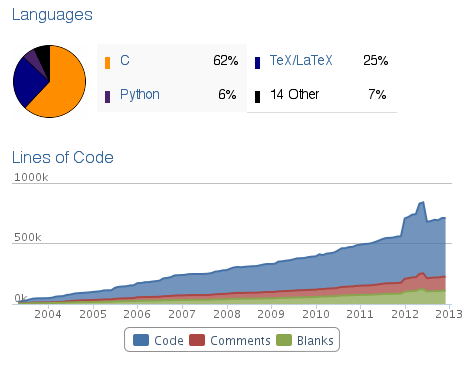 Languages
C 62% TeX/LaTeX 25%
Python 6% 14 Other 7%
Lines of Code
1000k
500k
0k
2004 2005 2006 2007 2008 2009 2010 2011 2012 2013
Code Comments Blanks